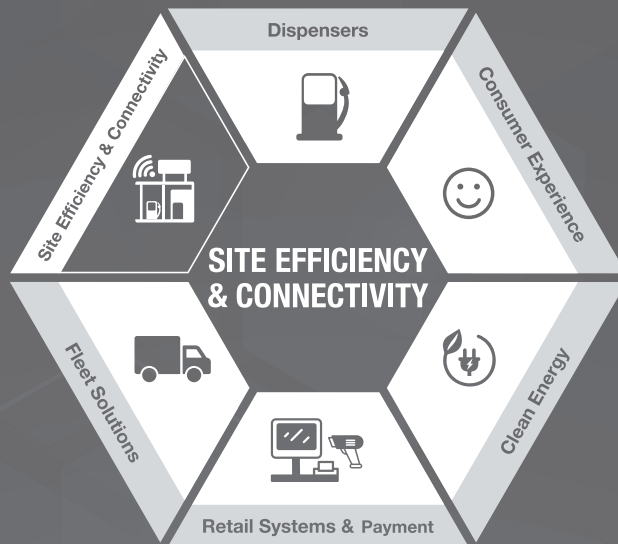 Dispensers
Site Efficiency & Connectivity
Consumer Experience
SITE EFFICIENCY
& CONNECTIVITY
Fleet Solutions
Clean Energy
Retail Systems & Payment